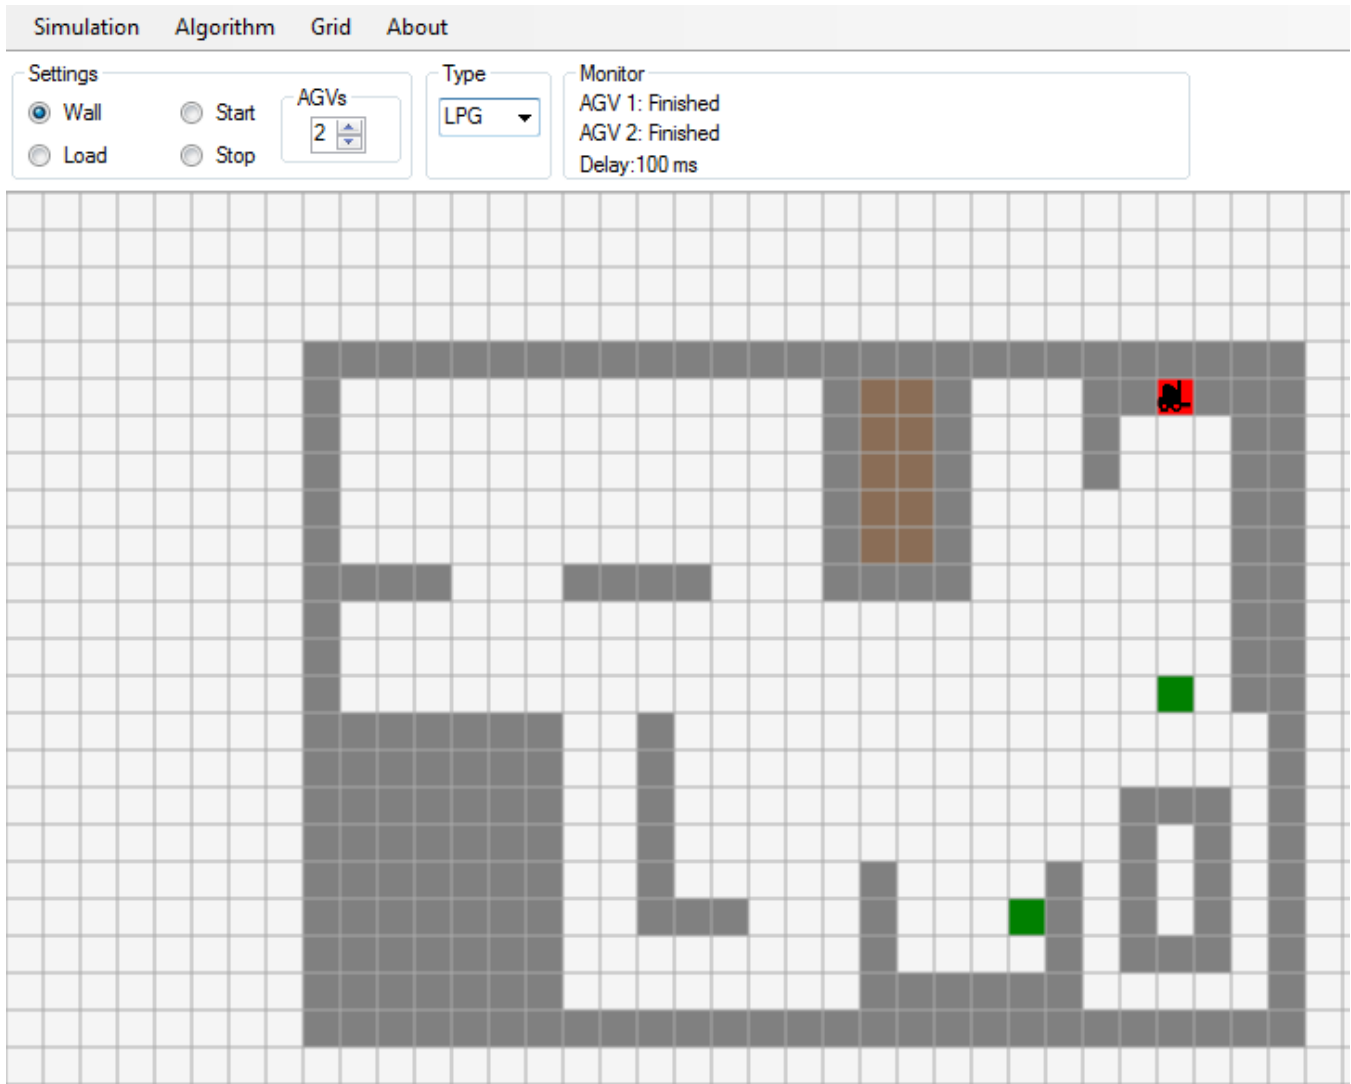 Simulation Algorithm Grid About
Settings
Wall
Start
Load
Stop
AGVs
2
Type
LPG
Monitor
AGV 1: Finished
AGV 2: Finished
Delay:100 ms